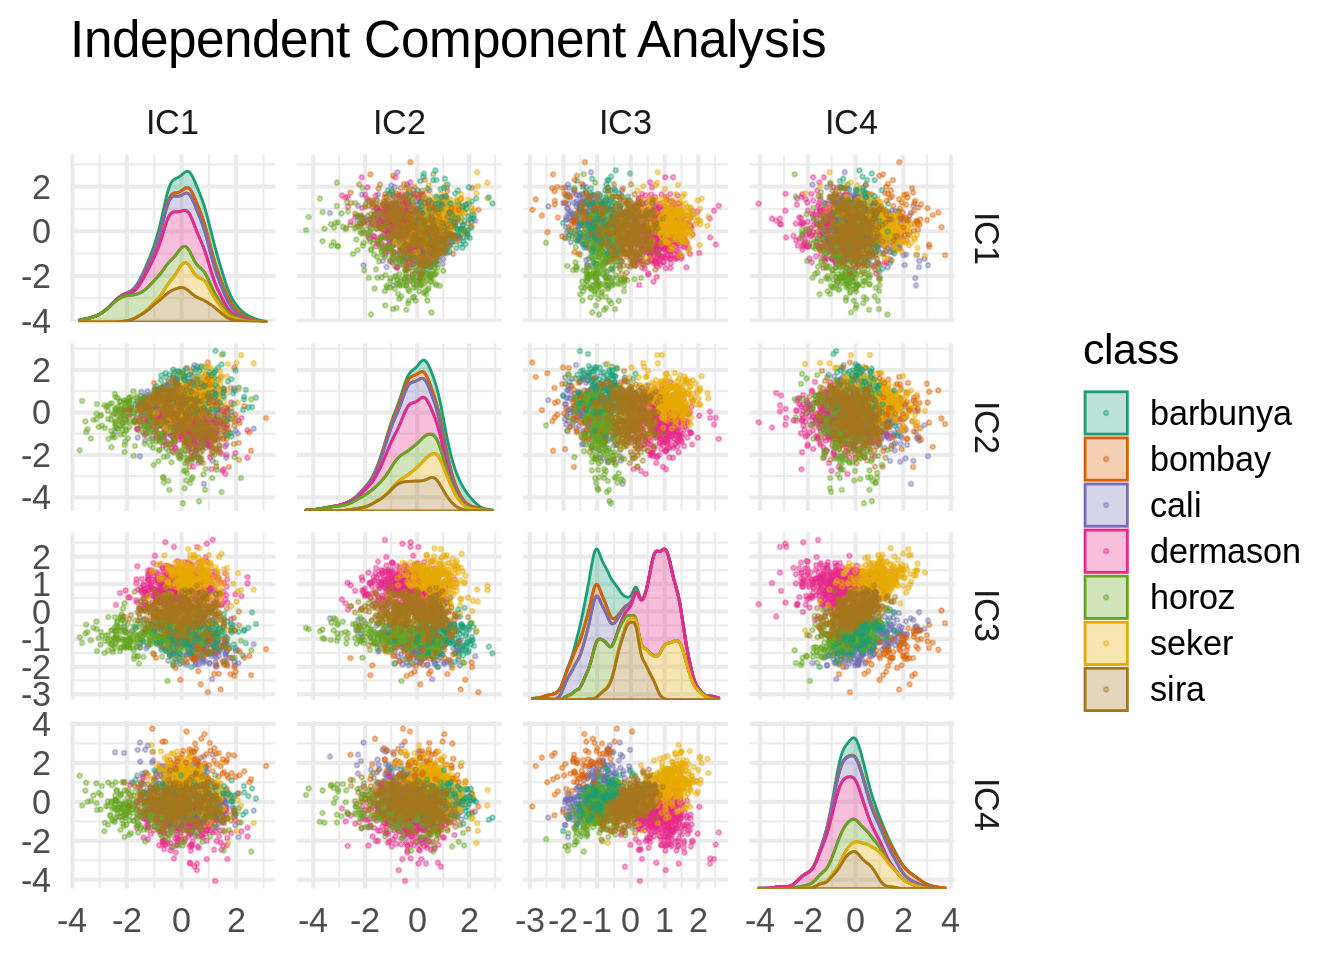 Independent Component Analysis
IC1 IC2 IC3 IC4
2
0
-2
-4
IC1
2
0
-2
-4
IC2
2
1
0
-1
-2
-3
IC3
4
2
0
-2
-4
IC4
-4 -2 0 2 -4 -2 0 2 -3 -2 -1 0 1 2 -4 -2 0 2 4
class
barbunya
bombay
cali
dermason
horoz
seker
sira